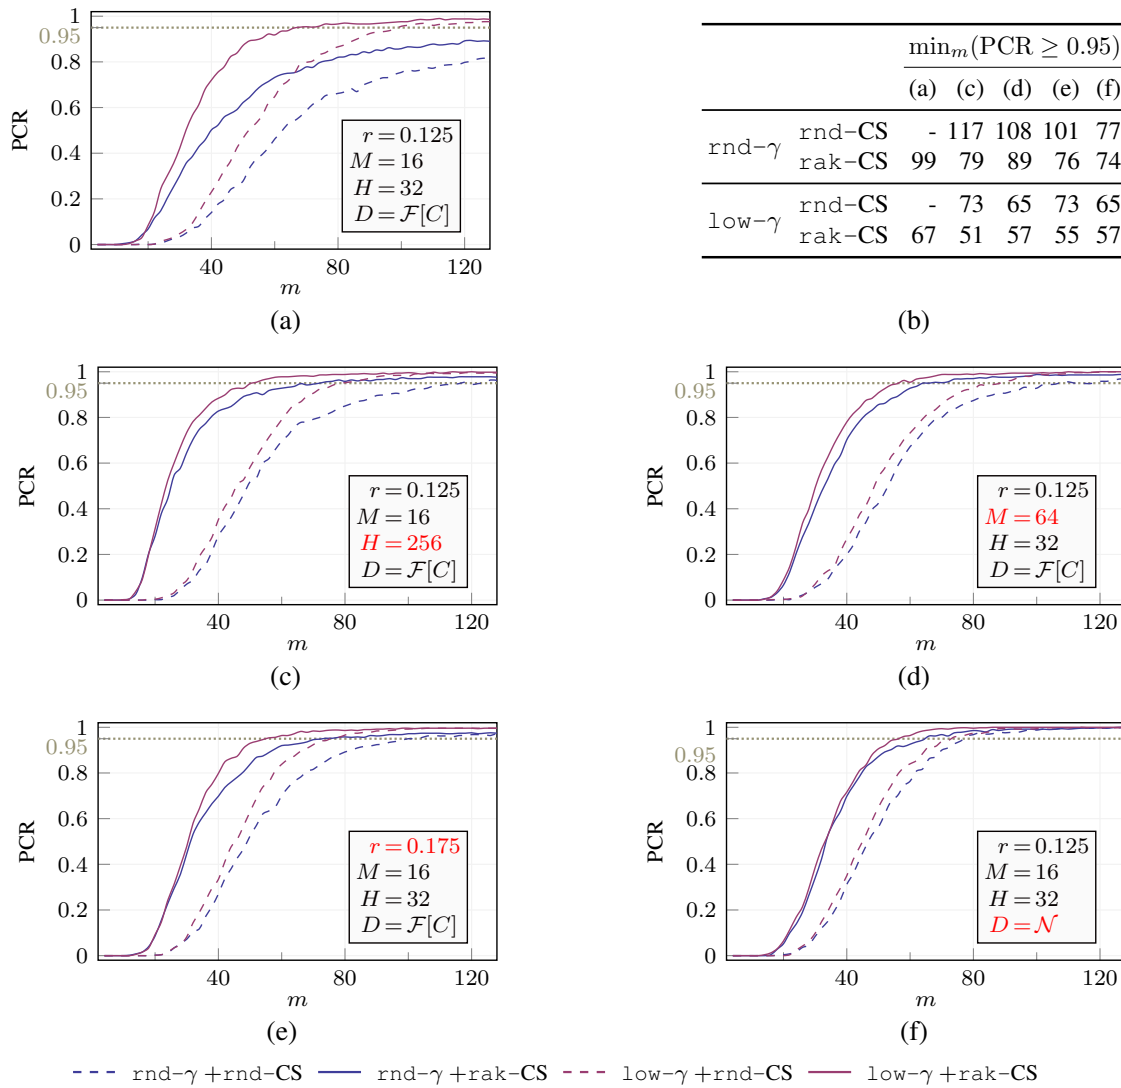 1
0.95
0.8
0.6
0.4
0.2
0
PCR
40 80 120
m
r = 0.125
M = 16
H = 32
D = ℱ[C]
(a)
min_m(PCR ≥ 0.95)
(a) (c) (d) (e) (f)
rnd-γ rnd-CS - 117 108 101 77
rak-CS 99 79 89 76 74
low-γ rnd-CS - 73 65 73 65
rak-CS 67 51 57 55 57
(b)
1
0.95
0.8
0.6
0.4
0.2
0
PCR
40 80 120
m
r = 0.125
M = 16
H = 256
D = ℱ[C]
(c)
1
0.95
0.8
0.6
0.4
0.2
0
PCR
40 80 120
m
r = 0.125
M = 64
H = 32
D = ℱ[C]
(d)
1
0.95
0.8
0.6
0.4
0.2
0
PCR
40 80 120
m
r = 0.175
M = 16
H = 32
D = ℱ[C]
(e)
1
0.95
0.8
0.6
0.4
0.2
0
PCR
40 80 120
m
r = 0.125
M = 16
H = 32
D = 𝒩
(f)
rnd-γ +rnd-CS rnd-γ +rak-CS low-γ +rnd-CS low-γ +rak-CS